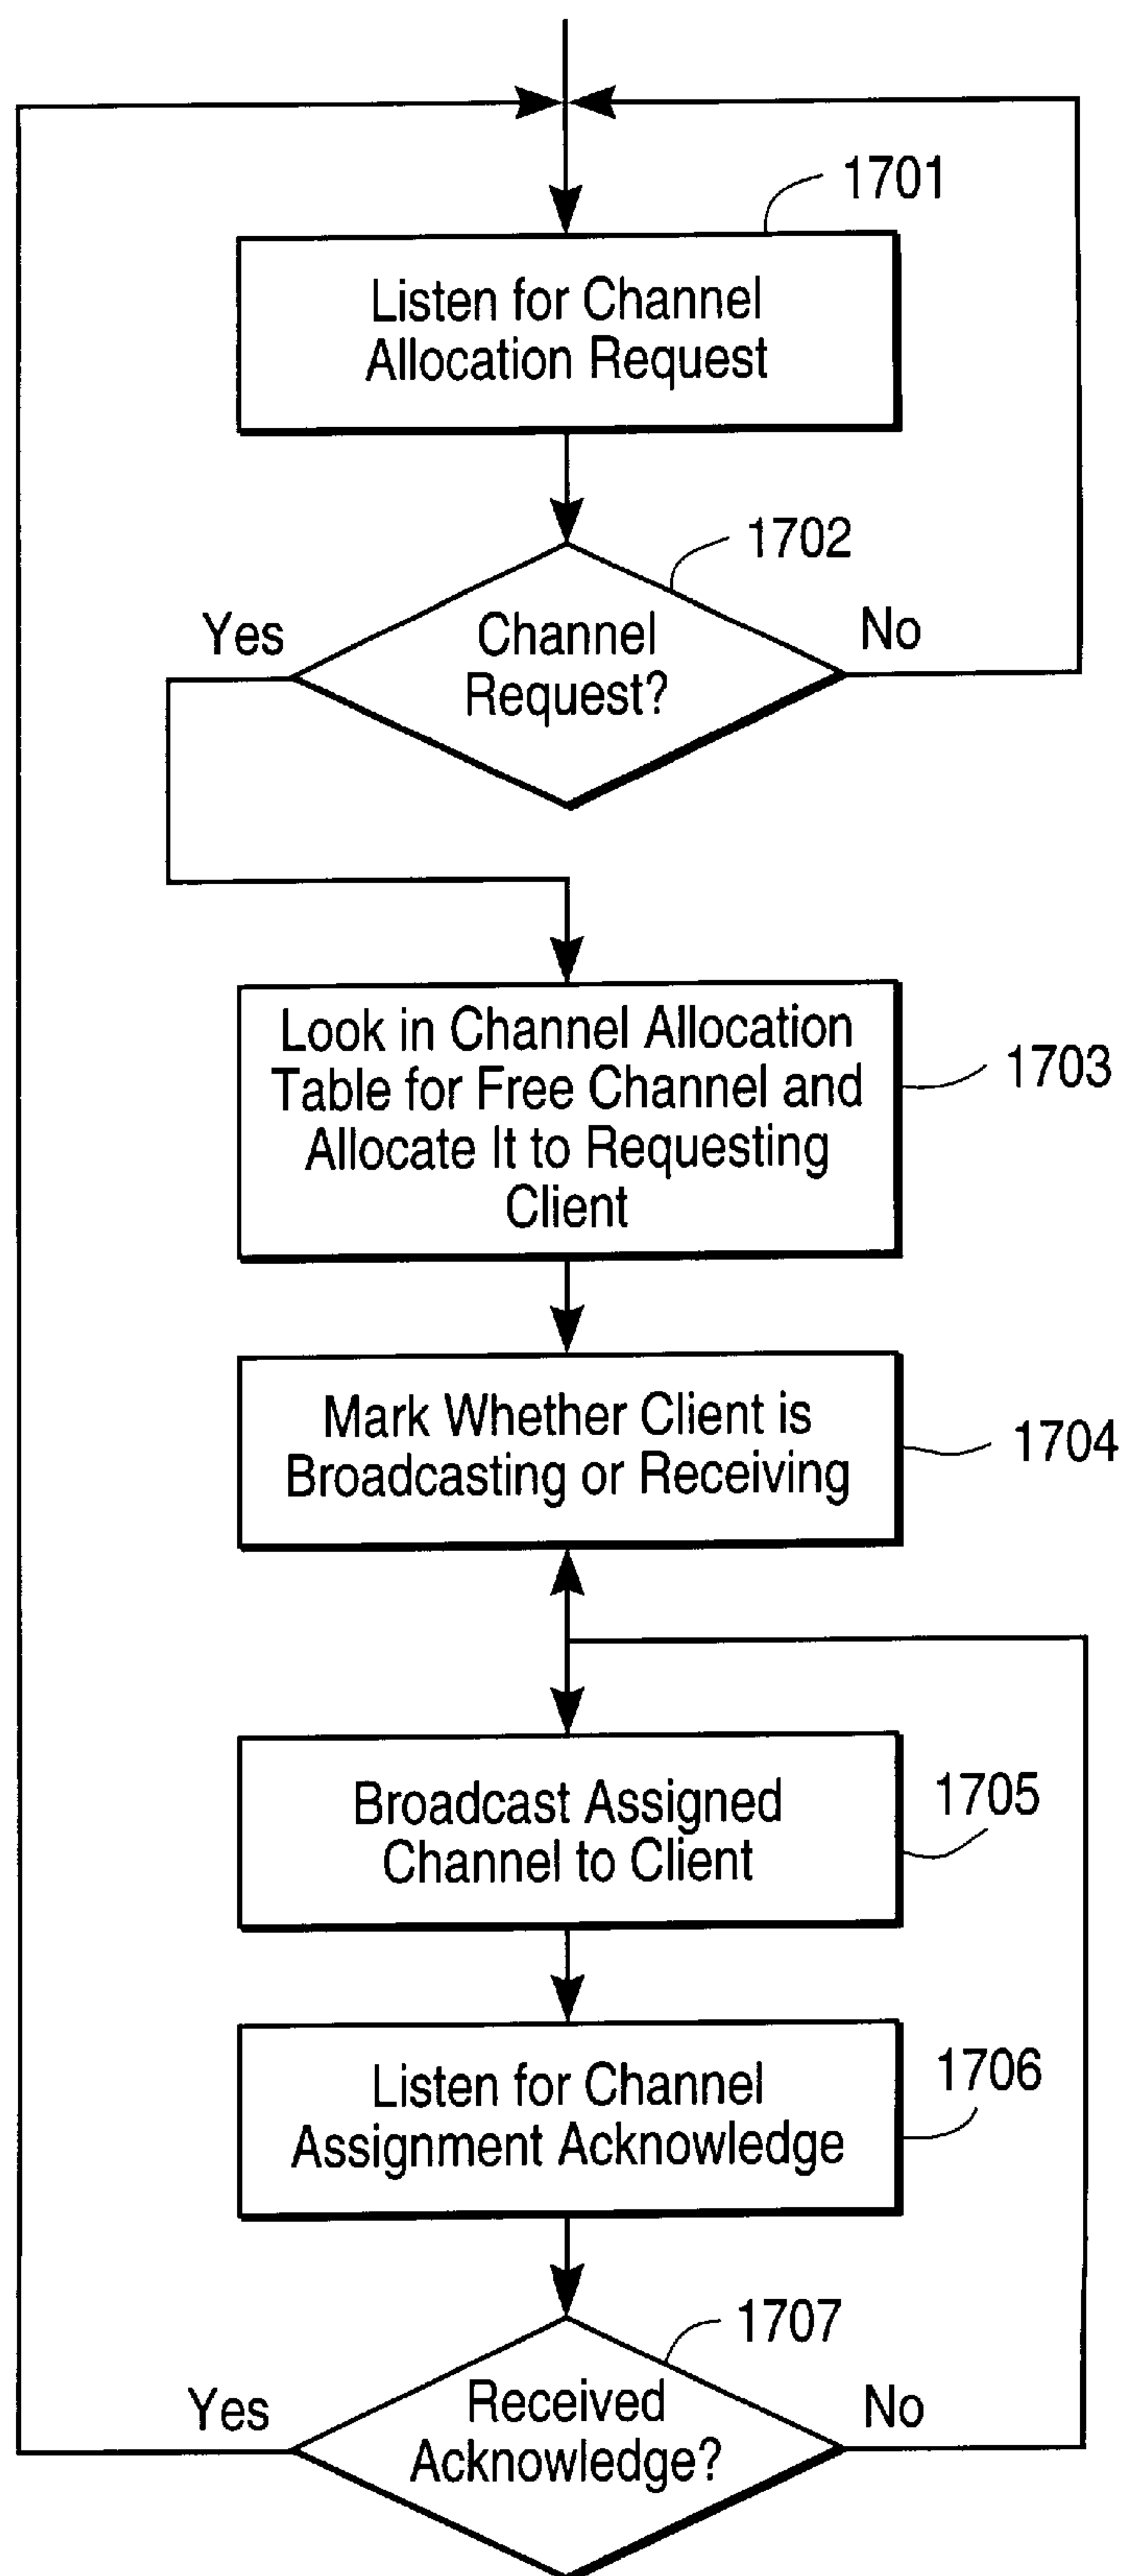 1701
Listen for Channel
Allocation Request
1702
Yes
Channel
Request?
No
Look in Channel Allocation
Table for Free Channel and
Allocate It to Requesting
Client
1703
Mark Whether Client is
Broadcasting or Receiving
1704
Broadcast Assigned
Channel to Client
1705
Listen for Channel
Assignment Acknowledge
1706
1707
Yes
Received
Acknowledge?
No